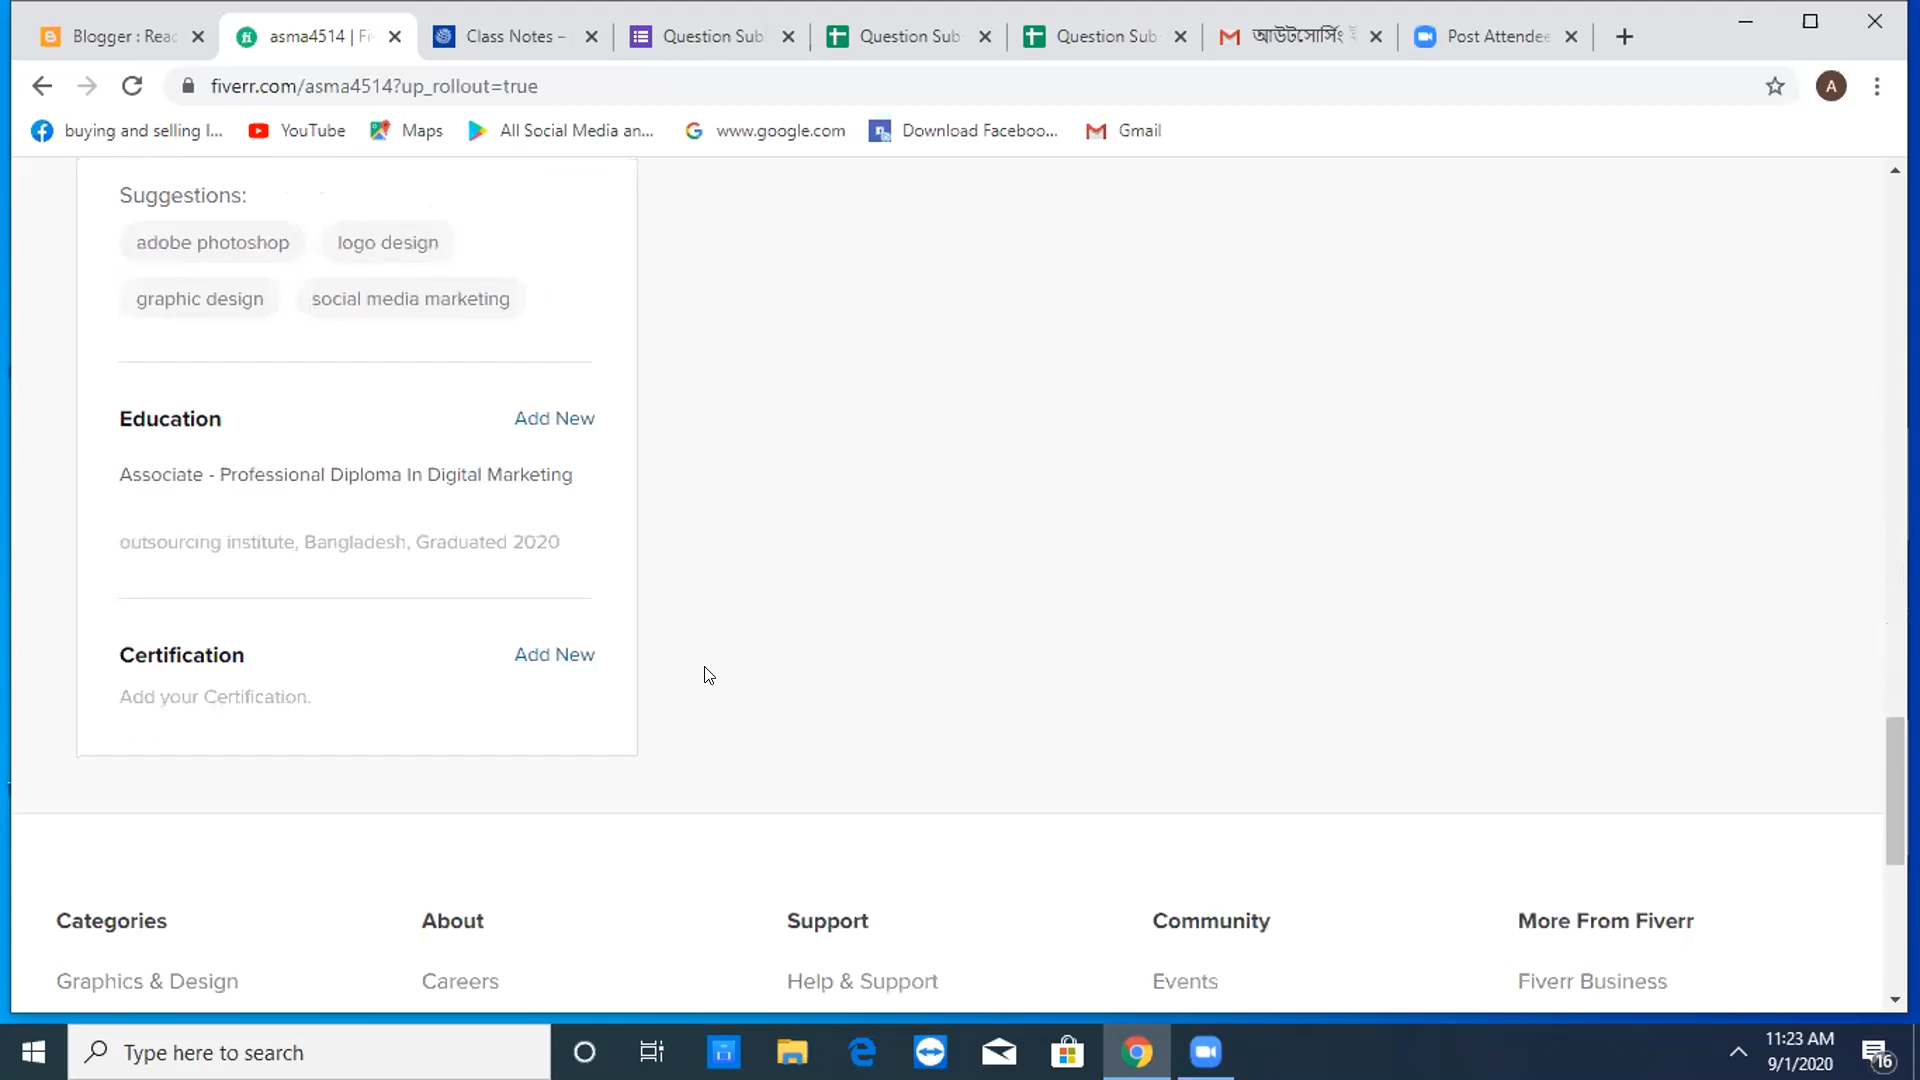 Blogger : Reac
asma4514 | Fi
Class Notes –
Question Sub
Question Sub
Question Sub
আউটসোর্সিং ই
Post Attendee
fiverr.com/asma4514?up_rollout=true
A
buying and selling I...
YouTube
Maps
All Social Media an...
www.google.com
Download Faceboo...
Gmail
Suggestions:
adobe photoshop
logo design
graphic design
social media marketing
Education
Add New
Associate - Professional Diploma In Digital Marketing
outsourcing institute, Bangladesh, Graduated 2020
Certification
Add New
Add your Certification.
Categories
About
Support
Community
More From Fiverr
Graphics & Design
Careers
Help & Support
Events
Fiverr Business
Type here to search
11:23 AM
9/1/2020
16